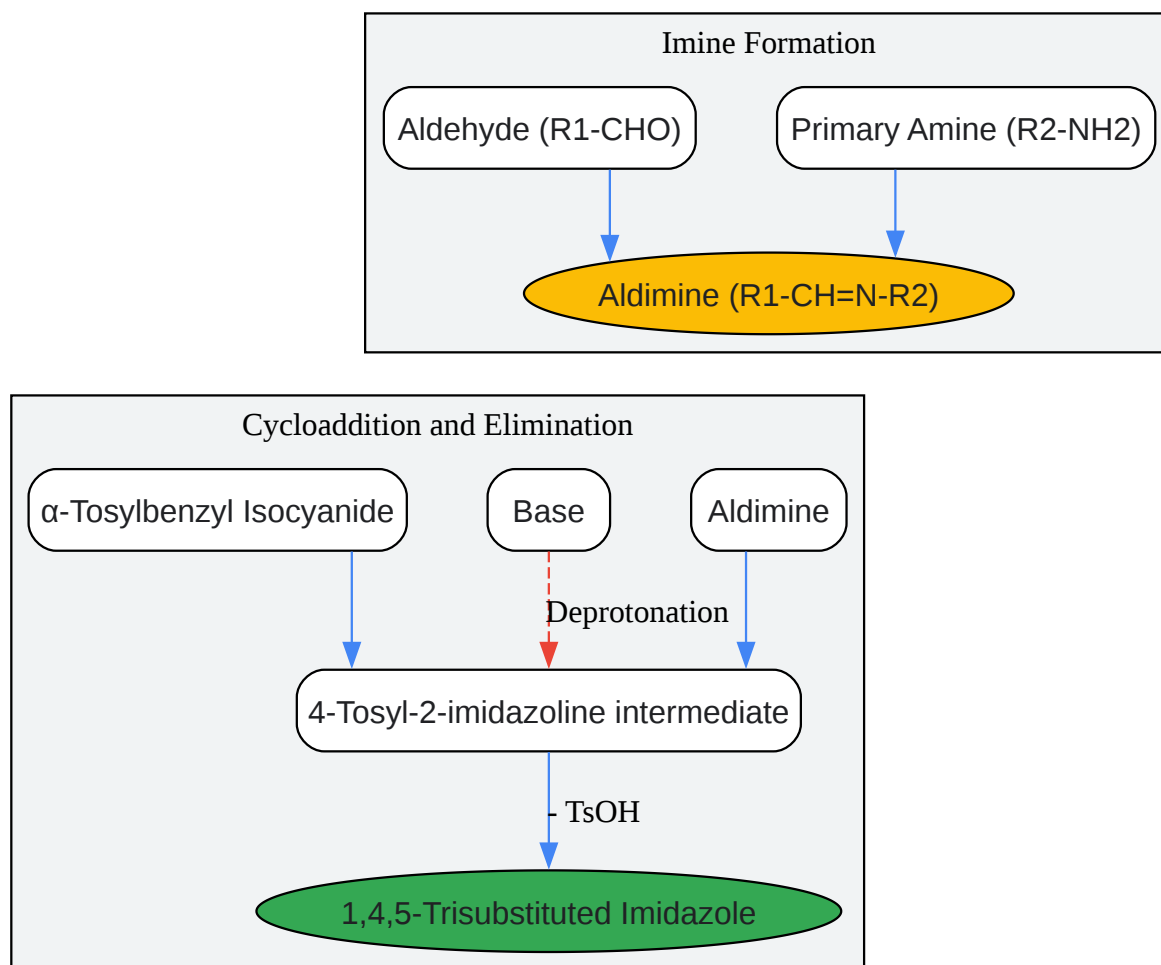 Imine Formation
Aldehyde (R1-CHO)
Primary Amine (R2-NH2)
Aldimine (R1-CH=N-R2)
Cycloaddition and Elimination
α-Tosylbenzyl Isocyanide
Base
Aldimine
Deprotonation
4-Tosyl-2-imidazoline intermediate
- TsOH
1,4,5-Trisubstituted Imidazole